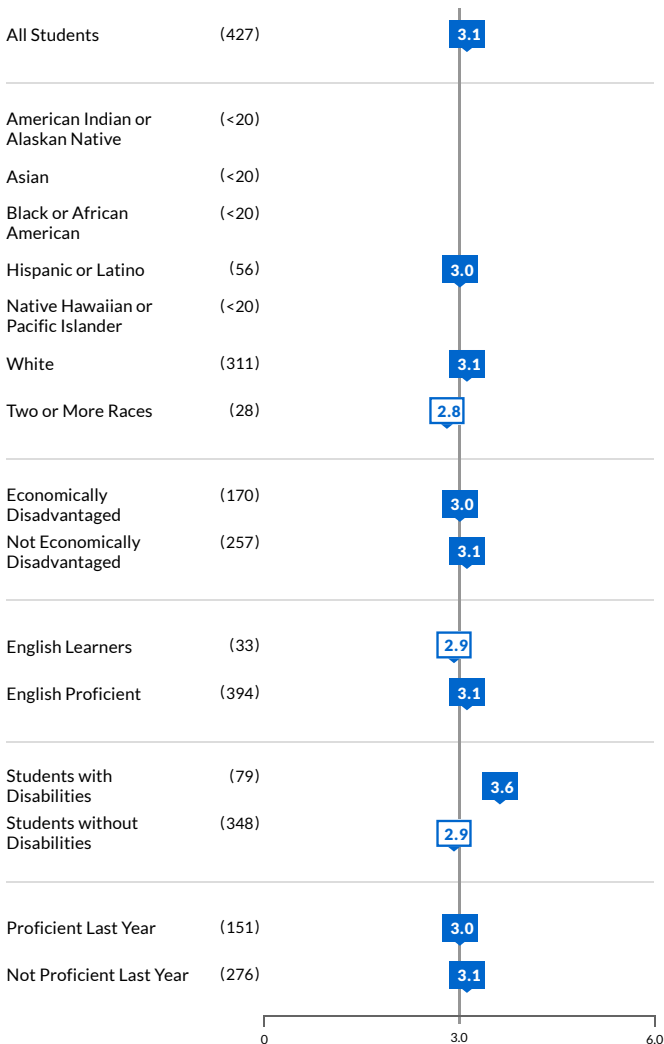 All Students (427) 3.1
American Indian or (<20)
Alaskan Native
Asian (<20)
Black or African (<20)
American
Hispanic or Latino (56) 3.0
Native Hawaiian or (<20)
Pacific Islander
White (311) 3.1
Two or More Races (28) 2.8
Economically (170) 3.0
Disadvantaged
Not Economically (257) 3.1
Disadvantaged
English Learners (33) 2.9
English Proficient (394) 3.1
Students with (79) 3.6
Disabilities
Students without (348) 2.9
Disabilities
Proficient Last Year (151) 3.0
Not Proficient Last Year (276) 3.1
0 3.0 6.0